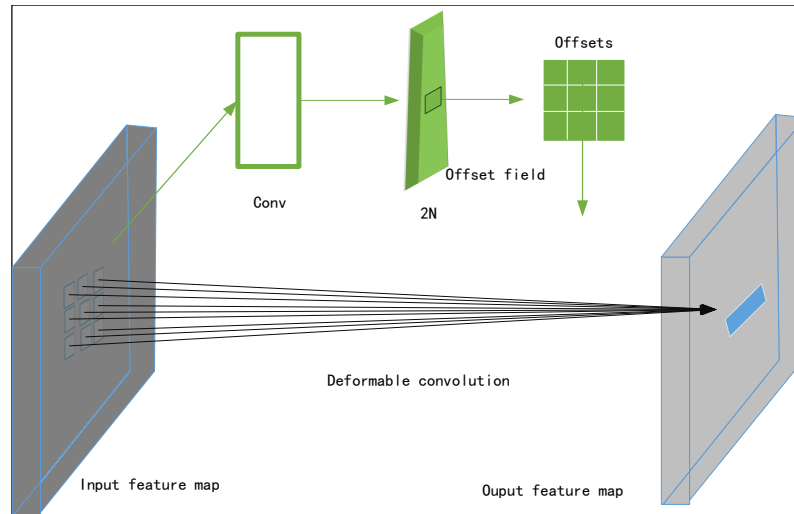 Offsets
Offset field
Conv
2N
Deformable convolution
Input feature map
Ouput feature map